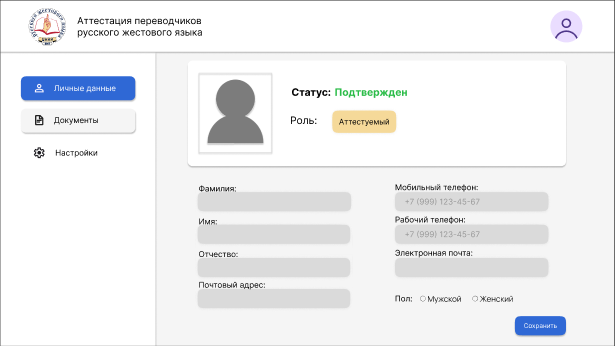 Аттестация переводчиков
русского жестового языка
Личные данные
Документы
Настройки
Статус: Подтвержден
Роль: Аттестуемый
Фамилия:
Имя:
Отчество:
Почтовый адрес:
Мобильный телефон:
+7 (999) 123-45-67
Рабочий телефон:
+7 (999) 123-45-67
Электронная почта:
Пол: Мужской Женский
Сохранить